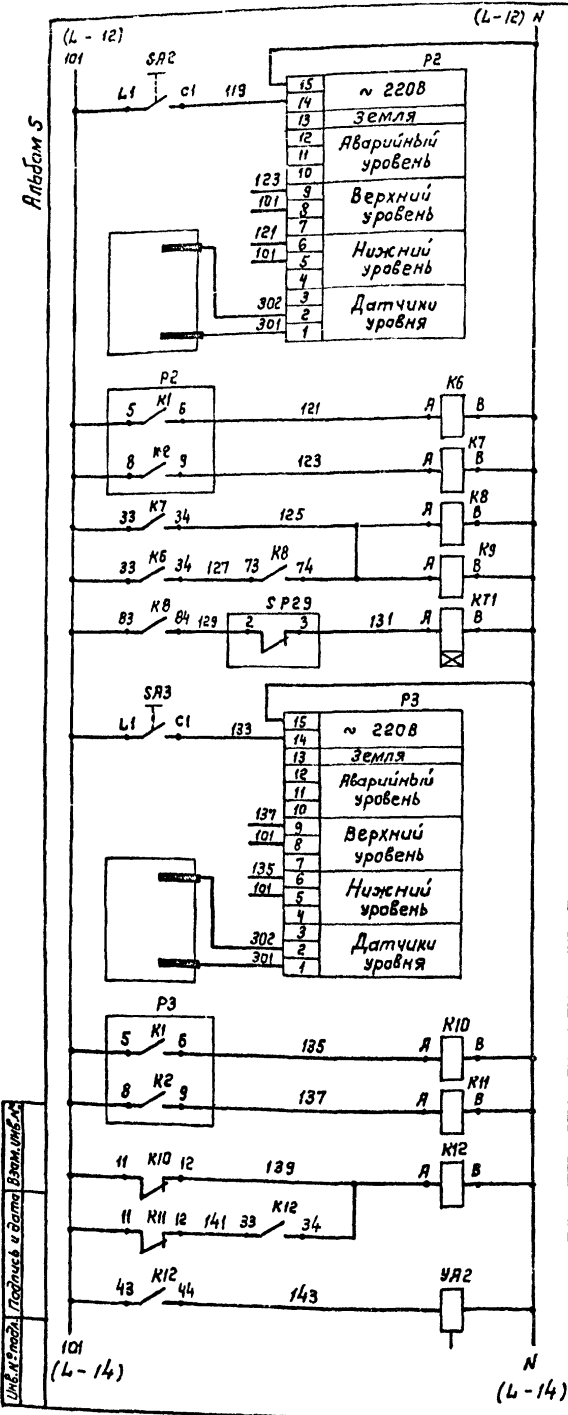 (L-12)
101
(L-12) N
Альбом 5
SA2
L1 C1 119
P2
15
14
~ 220В
13
Земля
12
11
10
Аварийный
уровень
123
101
9
8
7
Верхний
уровень
121
101
6
5
4
Нижний
уровень
302
301
3
2
1
Датчики
уровня
P2
5 K1 6 121 A K6 B
8 K2 9 123 A K7 B
33 K7 34 125 A K8 B
33 K6 34 127 73 K8 74 A K9 B
83 K8 84 129 2 SP29 3 131 A KT1 B
SA3
L1 C1 133
P3
15
14
~ 220В
13
Земля
12
11
10
Аварийный
уровень
137
101
9
8
7
Верхний
уровень
135
101
6
5
4
Нижний
уровень
302
301
3
2
1
Датчики
уровня
P3
5 K1 6 135 A K10 B
8 K2 9 137 A K11 B
11 K10 12 139 A K12 B
11 K11 12 141 33 K12 34
43 K12 44 143 УА2
101
(L-14)
N
(L-14)
Инв.№ подл. Подпись и дата Взам.инв.№